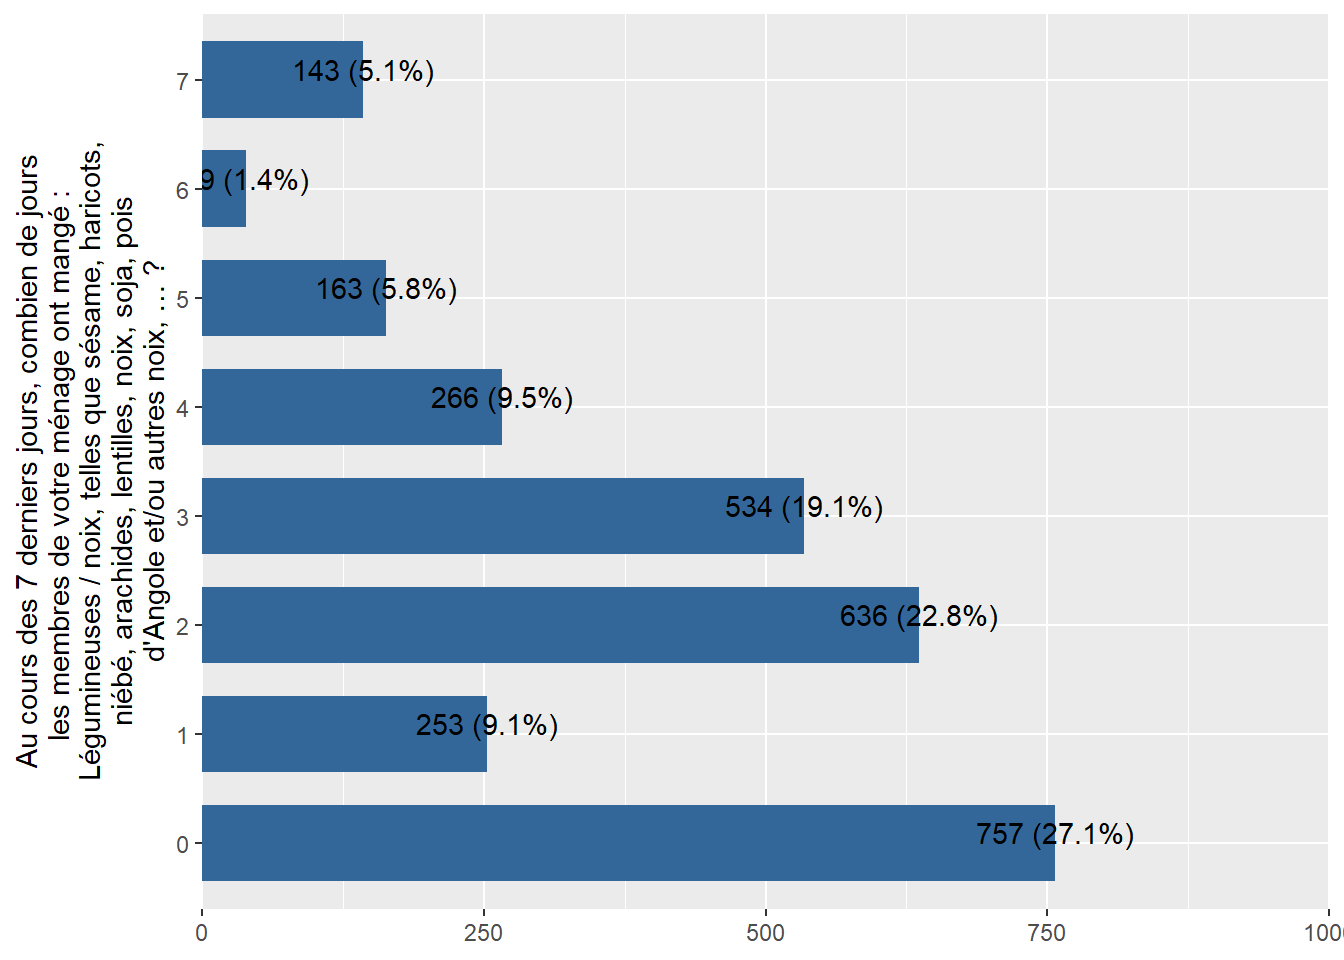 Au cours des 7 derniers jours, combien de jours
les membres de votre ménage ont mangé :
Légumineuses / noix, telles que sésame, haricots,
niébé, arachides, lentilles, noix, soja, pois
d'Angole et/ou autres noix, … ?
7
143 (5.1%)
6
9 (1.4%)
5
163 (5.8%)
4
266 (9.5%)
3
534 (19.1%)
2
636 (22.8%)
1
253 (9.1%)
0
757 (27.1%)
0 250 500 750 100